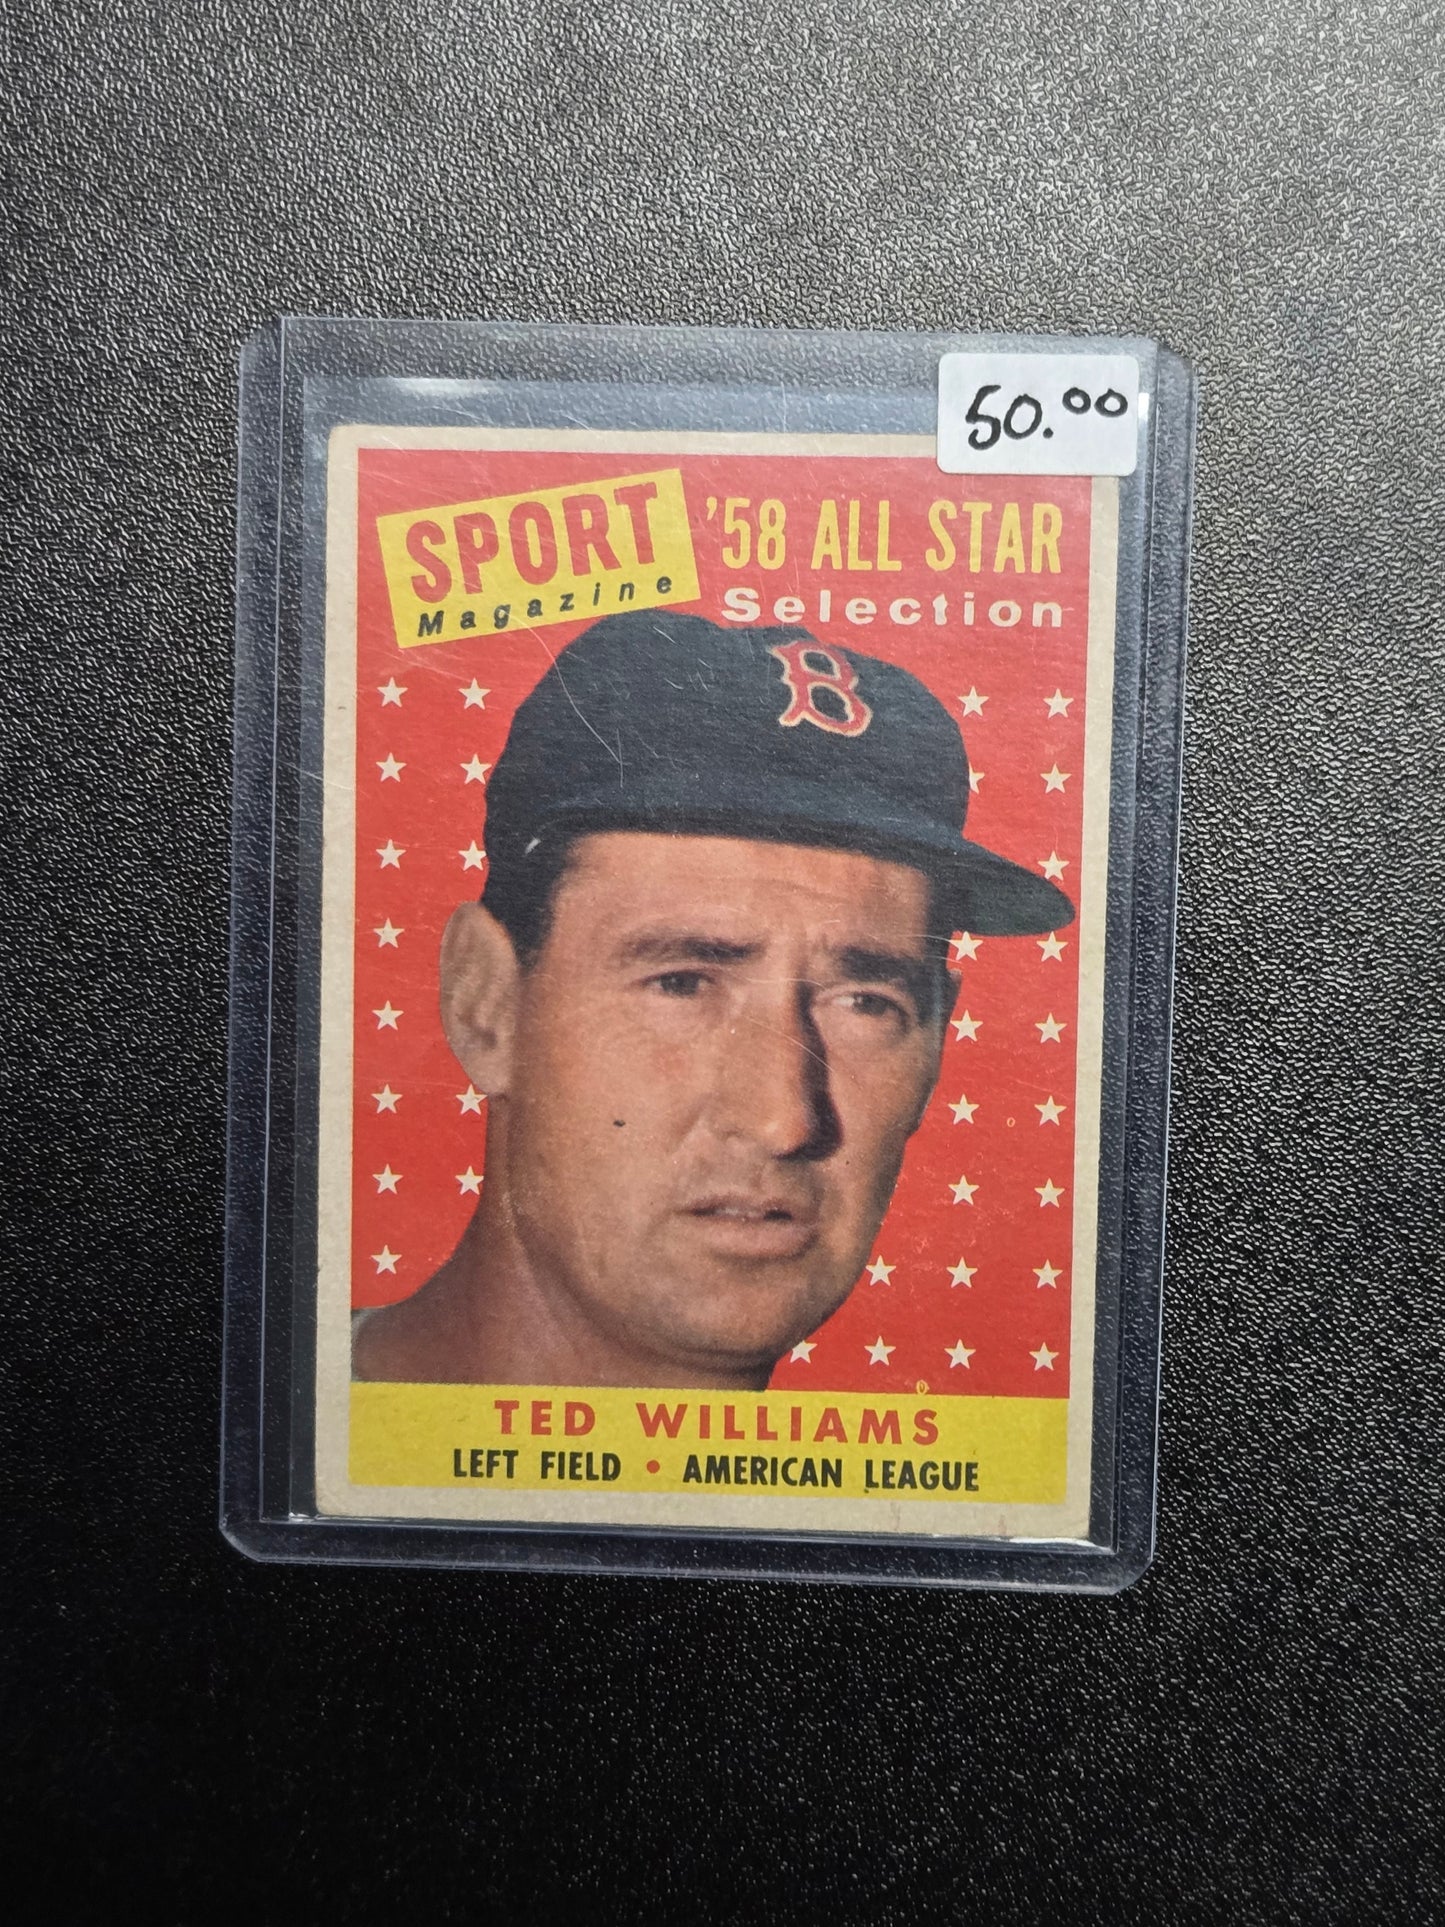 50.00
SPORT
Magazine
'58 ALL STAR
Selection
B
TED WILLIAMS
LEFT FIELD • AMERICAN LEAGUE